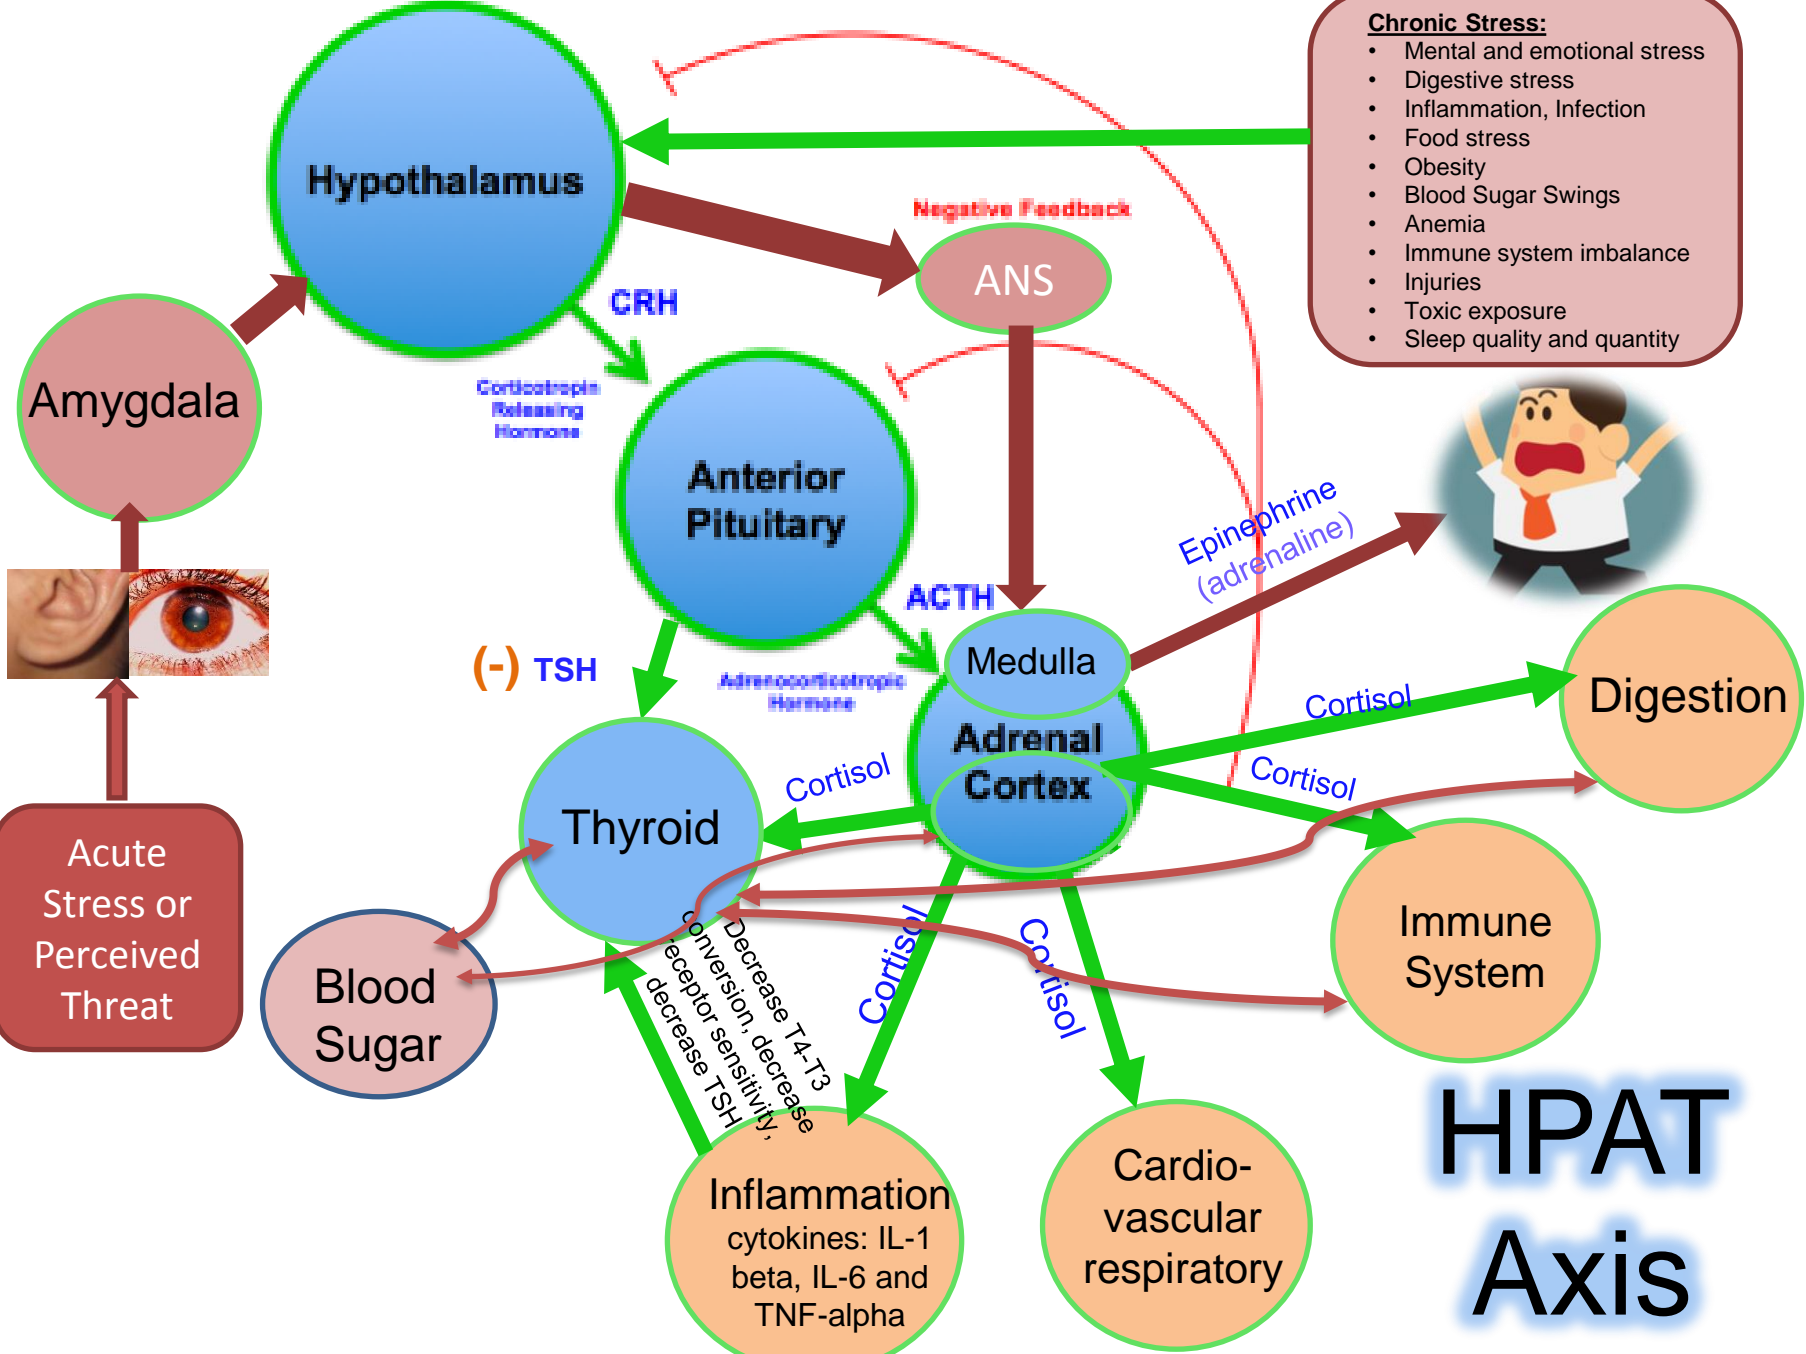 Chronic Stress:
• Mental and emotional stress
• Digestive stress
• Inflammation, Infection
• Food stress
• Obesity
• Blood Sugar Swings
• Anemia
• Immune system imbalance
• Injuries
• Toxic exposure
• Sleep quality and quantity
Hypothalamus
Negative Feedback
ANS
CRH
Corticotropin
Releasing
Hormone
Amygdala
Anterior
Pituitary
Epinephrine
(adrenaline)
ACTH
Adrenocorticotropic
Hormone
(-) TSH
Medulla
Adrenal
Cortex
Cortisol
Digestion
Cortisol
Cortisol
Thyroid
Acute
Stress or
Perceived
Threat
Blood
Sugar
Decrease T4-T3
conversion, decrease
receptor sensitivity,
decrease TSH
Cortisol
Cortisol
Immune
System
Inflammation
cytokines: IL-1
beta, IL-6 and
TNF-alpha
Cardio-
vascular
respiratory
HPAT
Axis